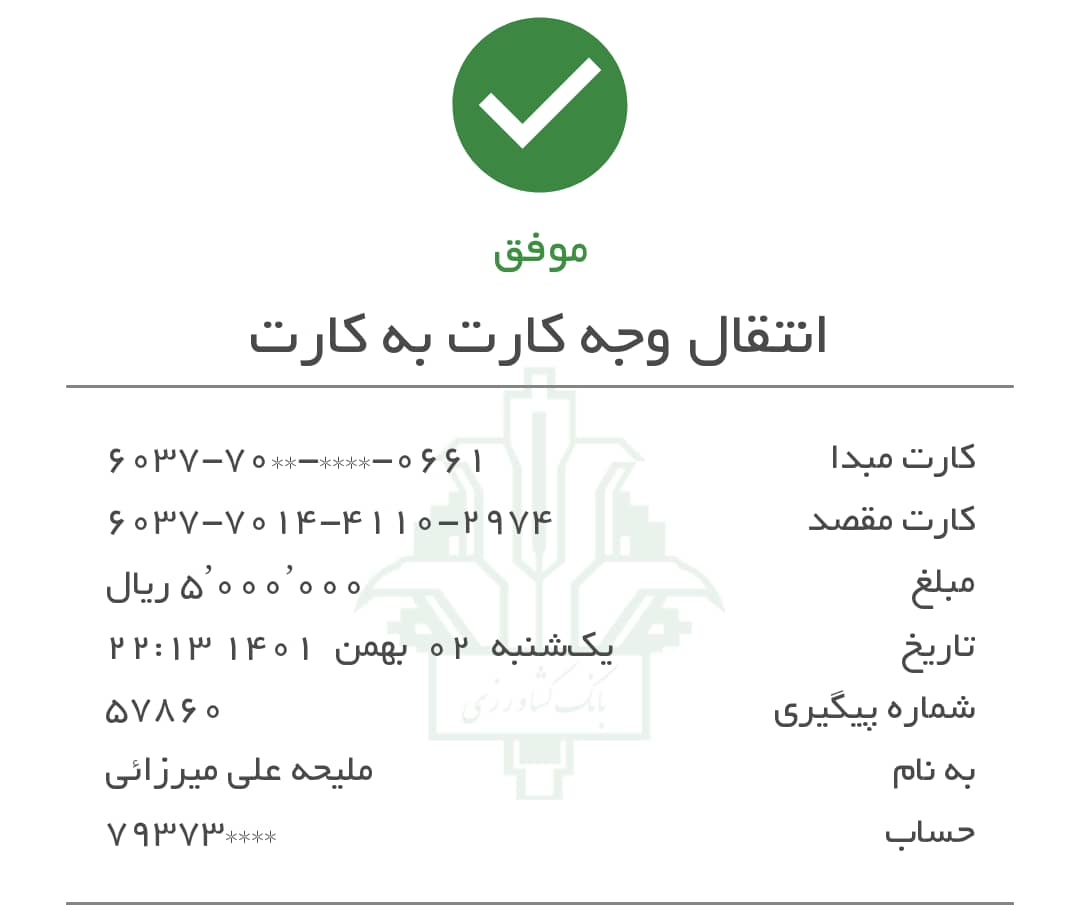 موفق
انتقال وجه کارت به کارت
کارت مبدا ۶۰۳۷-۷۰**-****-۰۶۶۱
کارت مقصد ۶۰۳۷-۷۰۱۴-۴۱۱۰-۲۹۷۴
مبلغ ۵٬۰۰۰٬۰۰۰ ریال
تاریخ یک‌شنبه ۰۲ بهمن ۱۴۰۱ ۲۲:۱۳
شماره پیگیری ۵۷۸۶۰
به نام ملیحه علی میرزائی
حساب ۷۹۳۷۳****
بانک کشاورزی